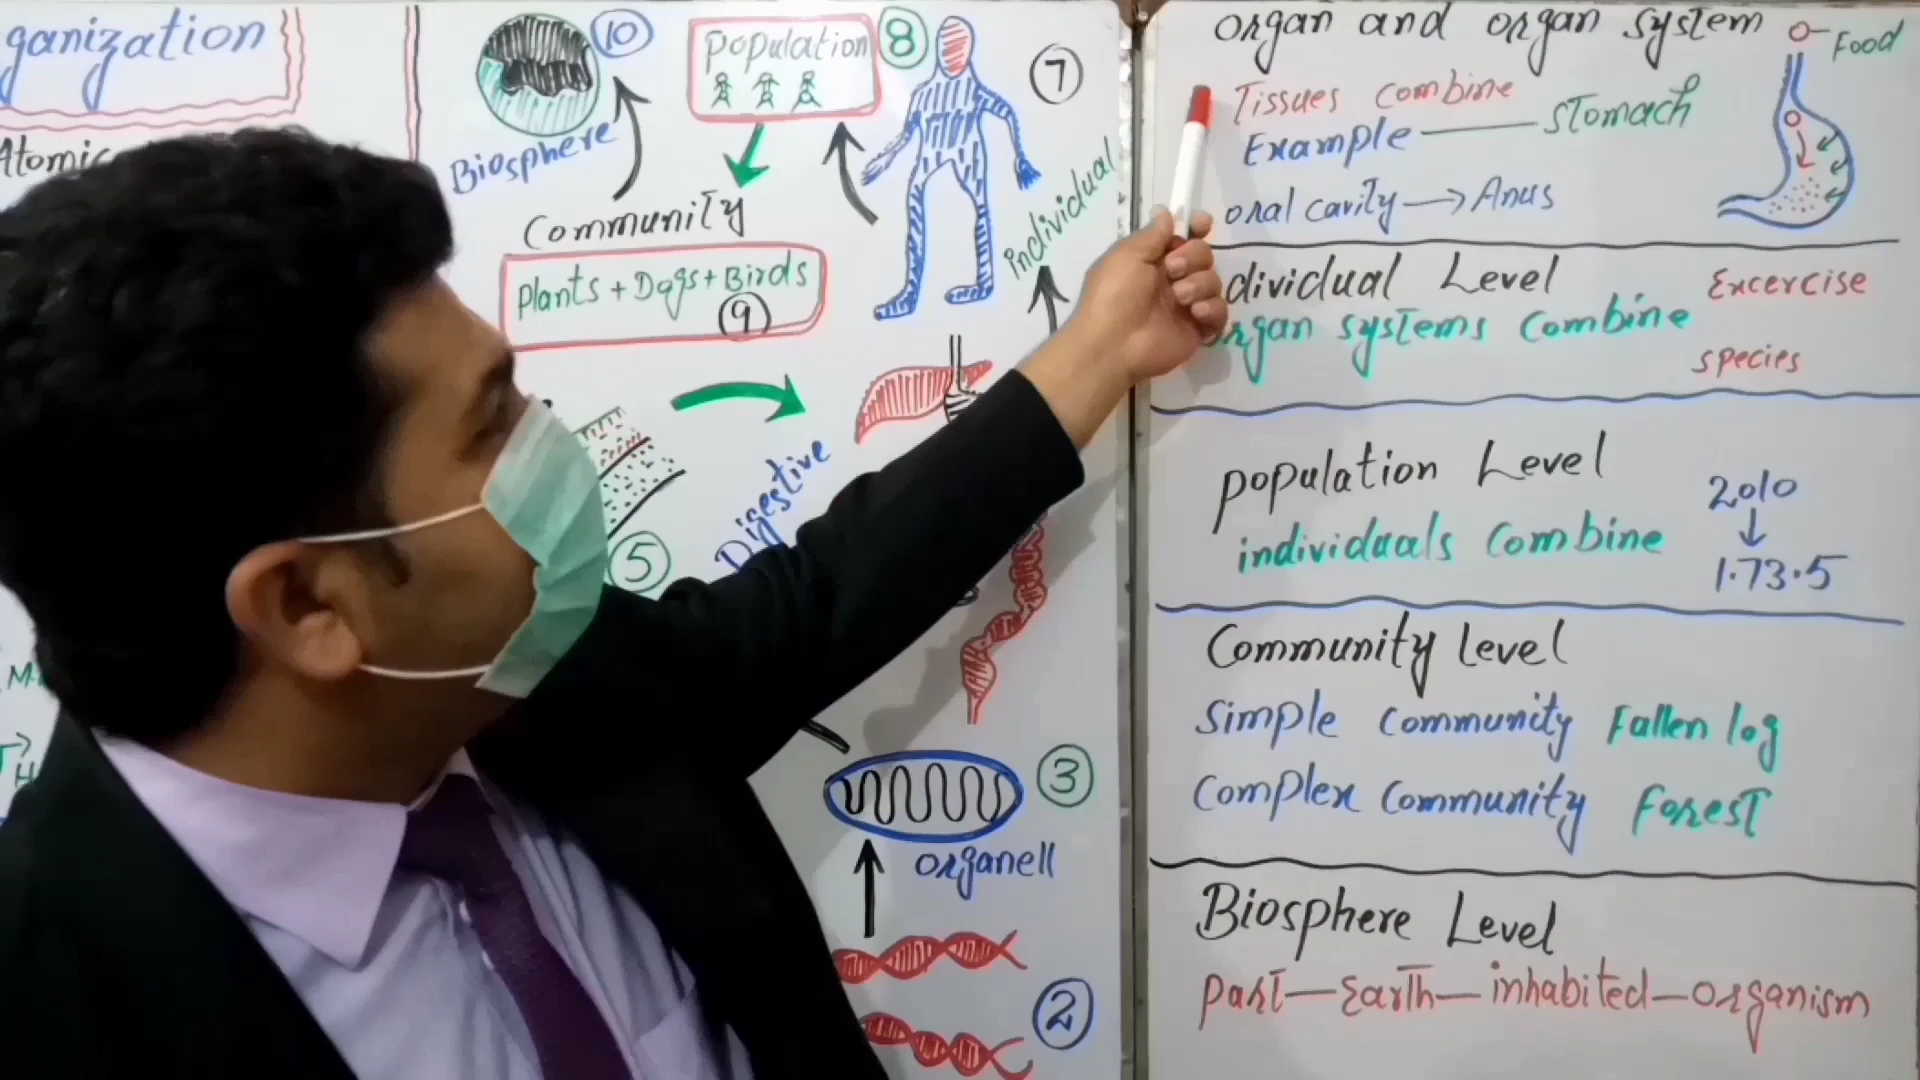 ganization
Atomic
10
Biosphere
population
8
7
individual
Community
Plants + Dogs + Birds
9
Digestive
5
3
organell
2
organ and organ system
Food
Tissues combine
Example — stomach
oral cavity → Anus
dividual Level
Excercise
organ systems combine
species
population Level
2010
individuals combine
1.73.5
Community Level
Simple community Fallen log
Complex community Forest
Biosphere Level
part — Earth — inhabited — organism